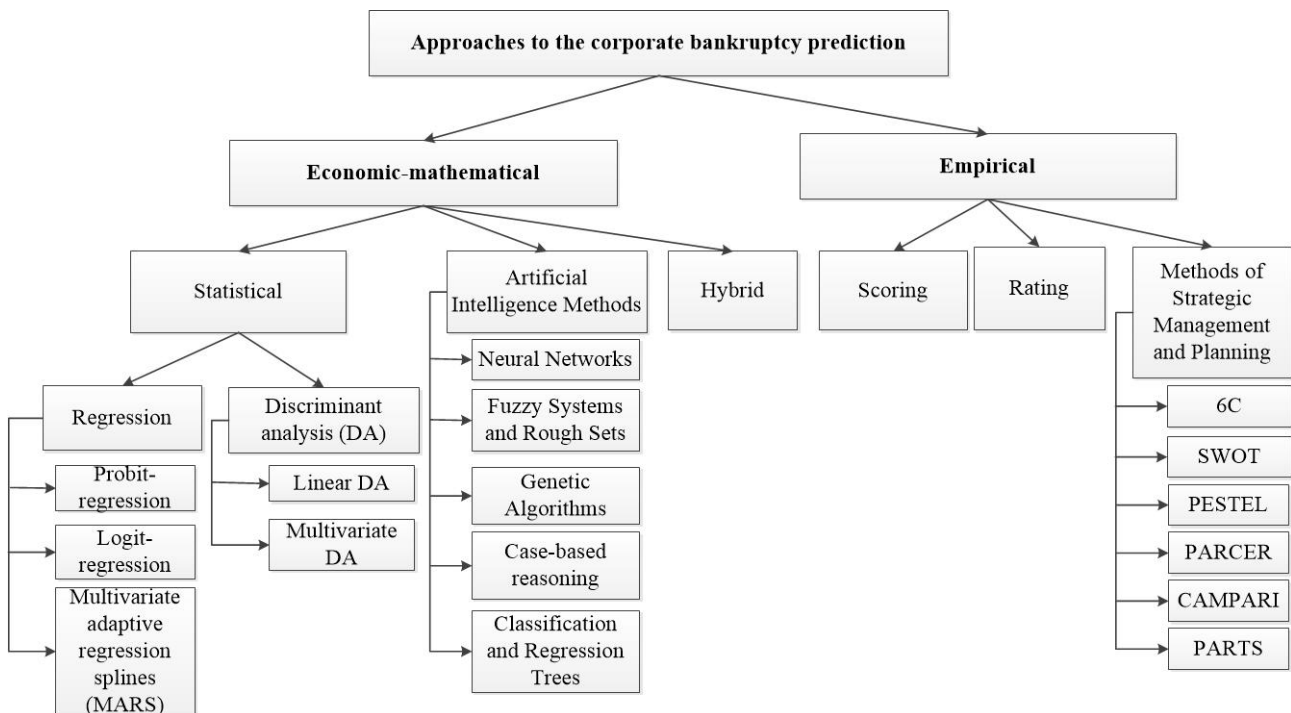 Approaches to the corporate bankruptcy prediction
Economic-mathematical
Empirical
Statistical
Artificial
Intelligence Methods
Hybrid
Scoring
Rating
Methods of
Strategic
Management
and Planning
Regression
Discriminant
analysis (DA)
Neural Networks
Fuzzy Systems
and Rough Sets
Genetic
Algorithms
Case-based
reasoning
Classification
and Regression
Trees
Probit-
regression
Logit-
regression
Multivariate
adaptive
regression
splines
(MARS)
Linear DA
Multivariate
DA
6C
SWOT
PESTEL
PARCER
CAMPARI
PARTS